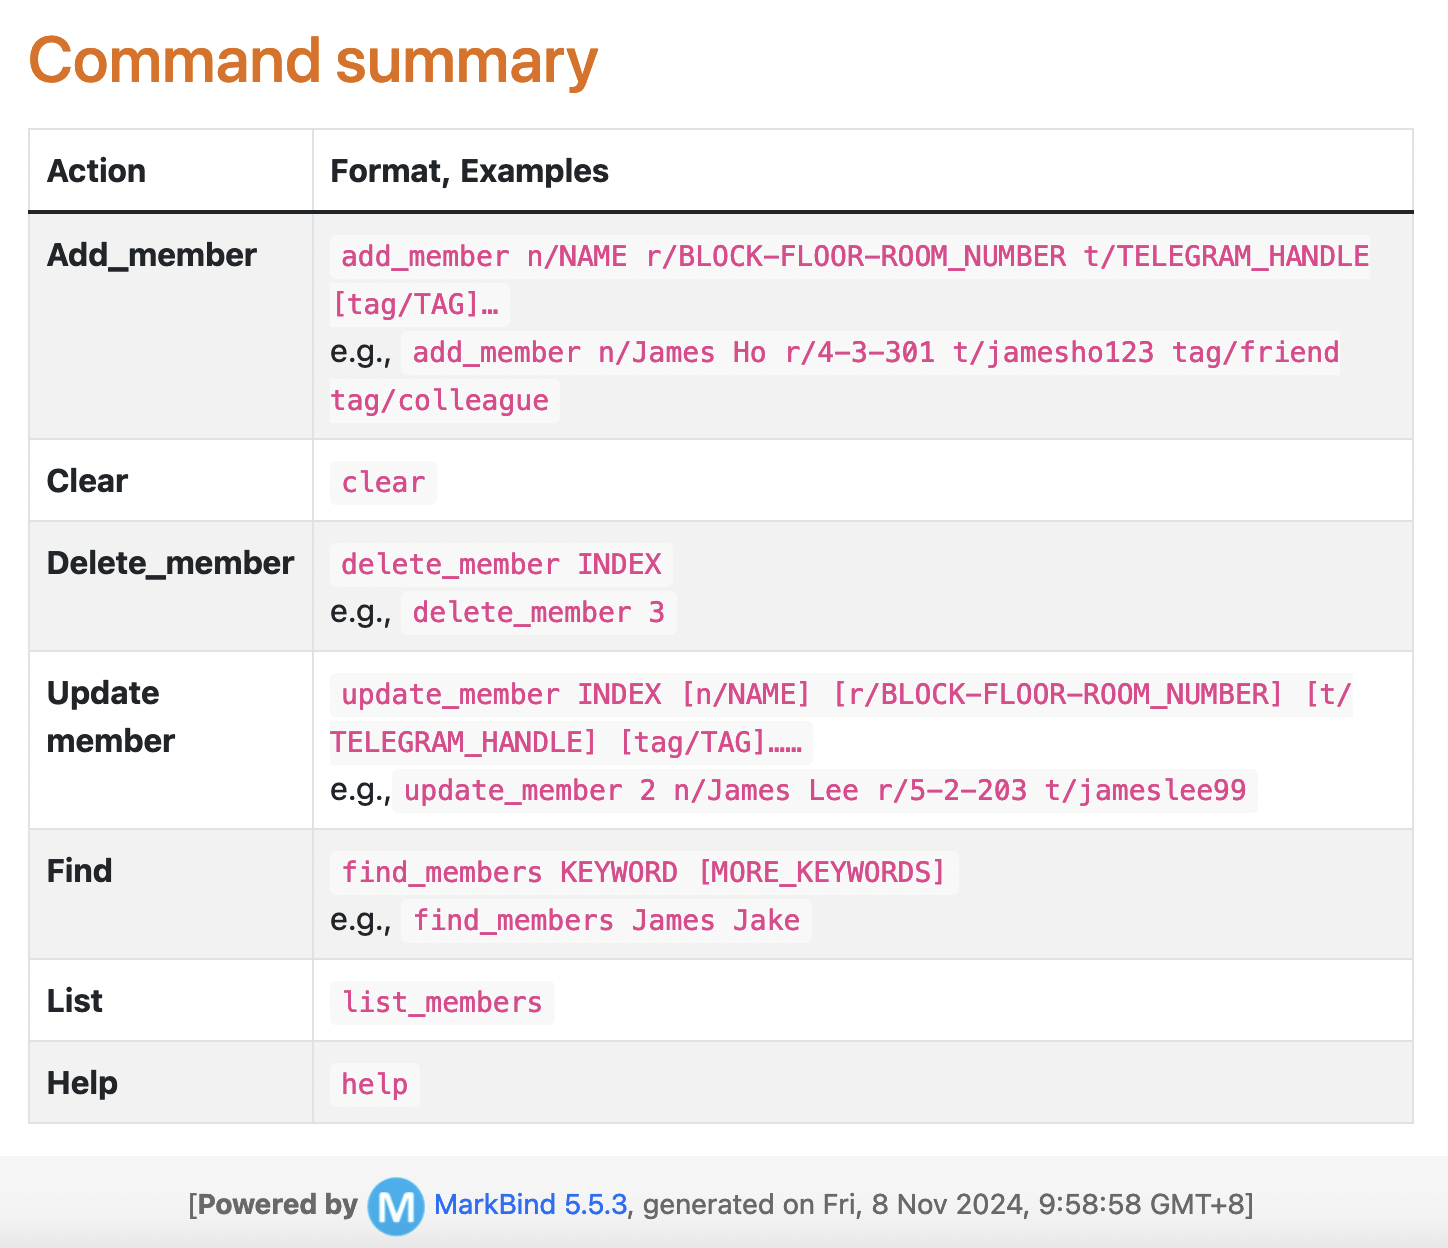 Command summary
Action
Format, Examples
Add_member
add_member n/NAME r/BLOCK-FLOOR-ROOM_NUMBER t/TELEGRAM_HANDLE
[tag/TAG]…
e.g., add_member n/James Ho r/4-3-301 t/jamesho123 tag/friend
tag/colleague
Clear
clear
Delete_member
delete_member INDEX
e.g., delete_member 3
Update
member
update_member INDEX [n/NAME] [r/BLOCK-FLOOR-ROOM_NUMBER] [t/
TELEGRAM_HANDLE] [tag/TAG]……
e.g., update_member 2 n/James Lee r/5-2-203 t/jameslee99
Find
find_members KEYWORD [MORE_KEYWORDS]
e.g., find_members James Jake
List
list_members
Help
help
[Powered by M MarkBind 5.5.3, generated on Fri, 8 Nov 2024, 9:58:58 GMT+8]